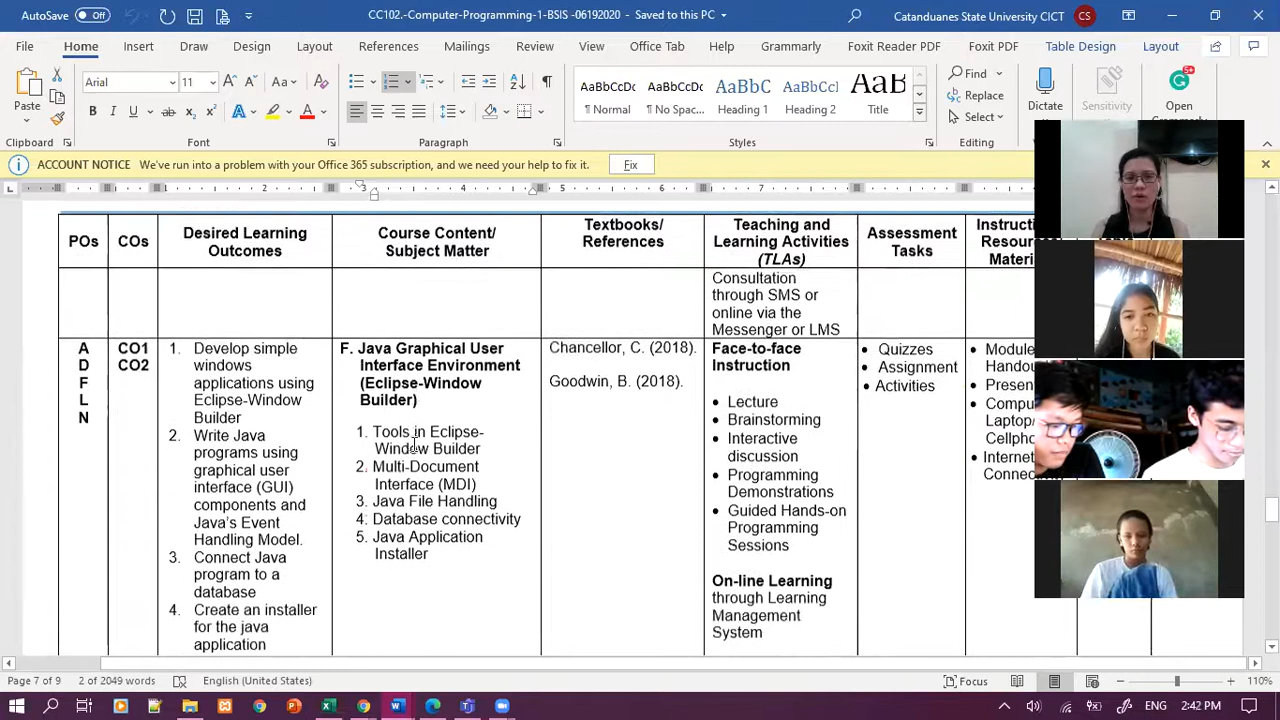 AutoSave Off
CC102.-Computer-Programming-1-BSIS -06192020 - Saved to this PC
Catanduanes State University CICT
CS
File Home Insert Draw Design Layout References Mailings Review View Office Tab Help Grammarly Foxit Reader PDF Foxit PDF Table Design Layout
Paste
Arial 11
AaBbCcDc AaBbCcDc AaBbC AaBbCcI AaB
¶ Normal ¶ No Spac... Heading 1 Heading 2 Title
Find
Replace
Select
Dictate Sensitivity Open
Clipboard Font Paragraph Styles Editing
ACCOUNT NOTICE We've run into a problem with your Office 365 subscription, and we need your help to fix it. Fix
POs
COs
Desired Learning
Outcomes
Course Content/
Subject Matter
Textbooks/
References
Teaching and
Learning Activities
(TLAs)
Assessment
Tasks
Consultation
through SMS or
online via the
Messenger or LMS
A
D
F
L
N
CO1
CO2
1. Develop simple
windows
applications using
Eclipse-Window
Builder
2. Write Java
programs using
graphical user
interface (GUI)
components and
Java's Event
Handling Model.
3. Connect Java
program to a
database
4. Create an installer
for the java
application
F. Java Graphical User
Interface Environment
(Eclipse-Window
Builder)
1. Tools in Eclipse-
Window Builder
2. Multi-Document
Interface (MDI)
3. Java File Handling
4. Database connectivity
5. Java Application
Installer
Chancellor, C. (2018).
Goodwin, B. (2018).
Face-to-face
Instruction
• Lecture
• Brainstorming
• Interactive
discussion
• Programming
Demonstrations
• Guided Hands-on
Programming
Sessions
On-line Learning
through Learning
Management
System
• Quizzes
• Assignment
• Activities
Page 7 of 9 2 of 2049 words English (United States) Focus 110%
2:42 PM